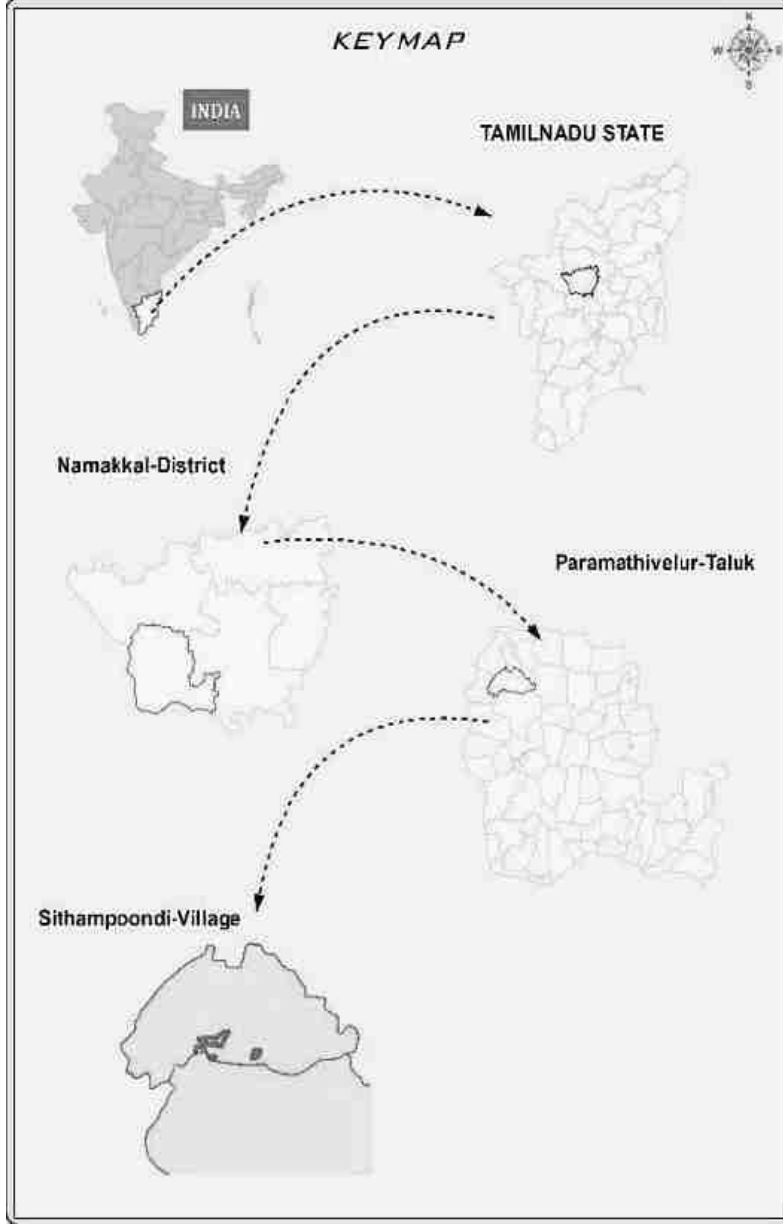 KEYMAP
N
W
E
S
INDIA
TAMILNADU STATE
Namakkal-District
Paramathivelur-Taluk
Sithampoondi-Village